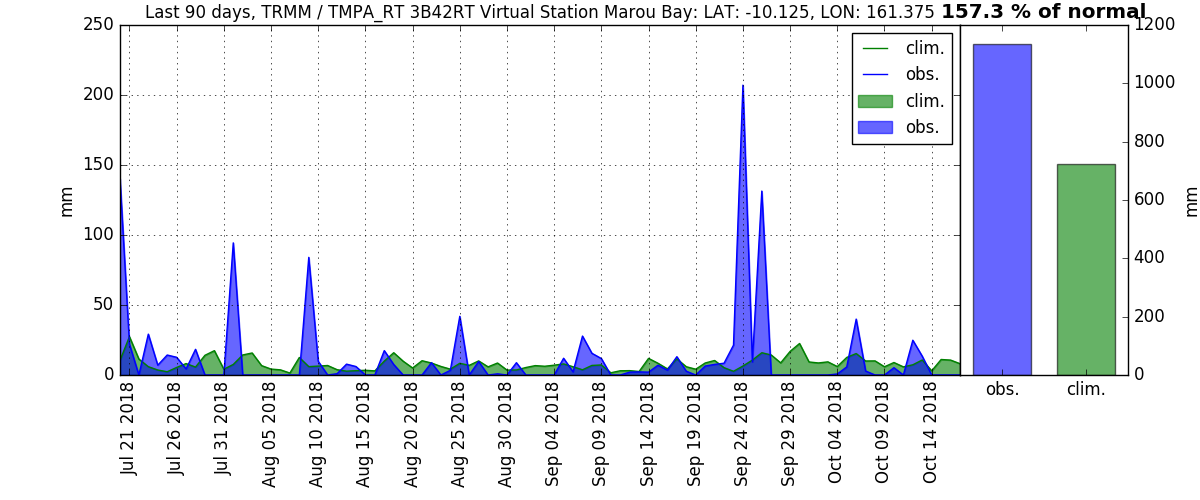 Last 90 days, TRMM / TMPA_RT 3B42RT Virtual Station Marou Bay: LAT: -10.125, LON: 161.375 157.3 % of normal
250
200
150
100
50
0
mm
clim.
obs.
clim.
obs.
1200
1000
800
600
400
200
0
mm
obs.
clim.
Jul 21 2018
Jul 26 2018
Jul 31 2018
Aug 05 2018
Aug 10 2018
Aug 15 2018
Aug 20 2018
Aug 25 2018
Aug 30 2018
Sep 04 2018
Sep 09 2018
Sep 14 2018
Sep 19 2018
Sep 24 2018
Sep 29 2018
Oct 04 2018
Oct 09 2018
Oct 14 2018